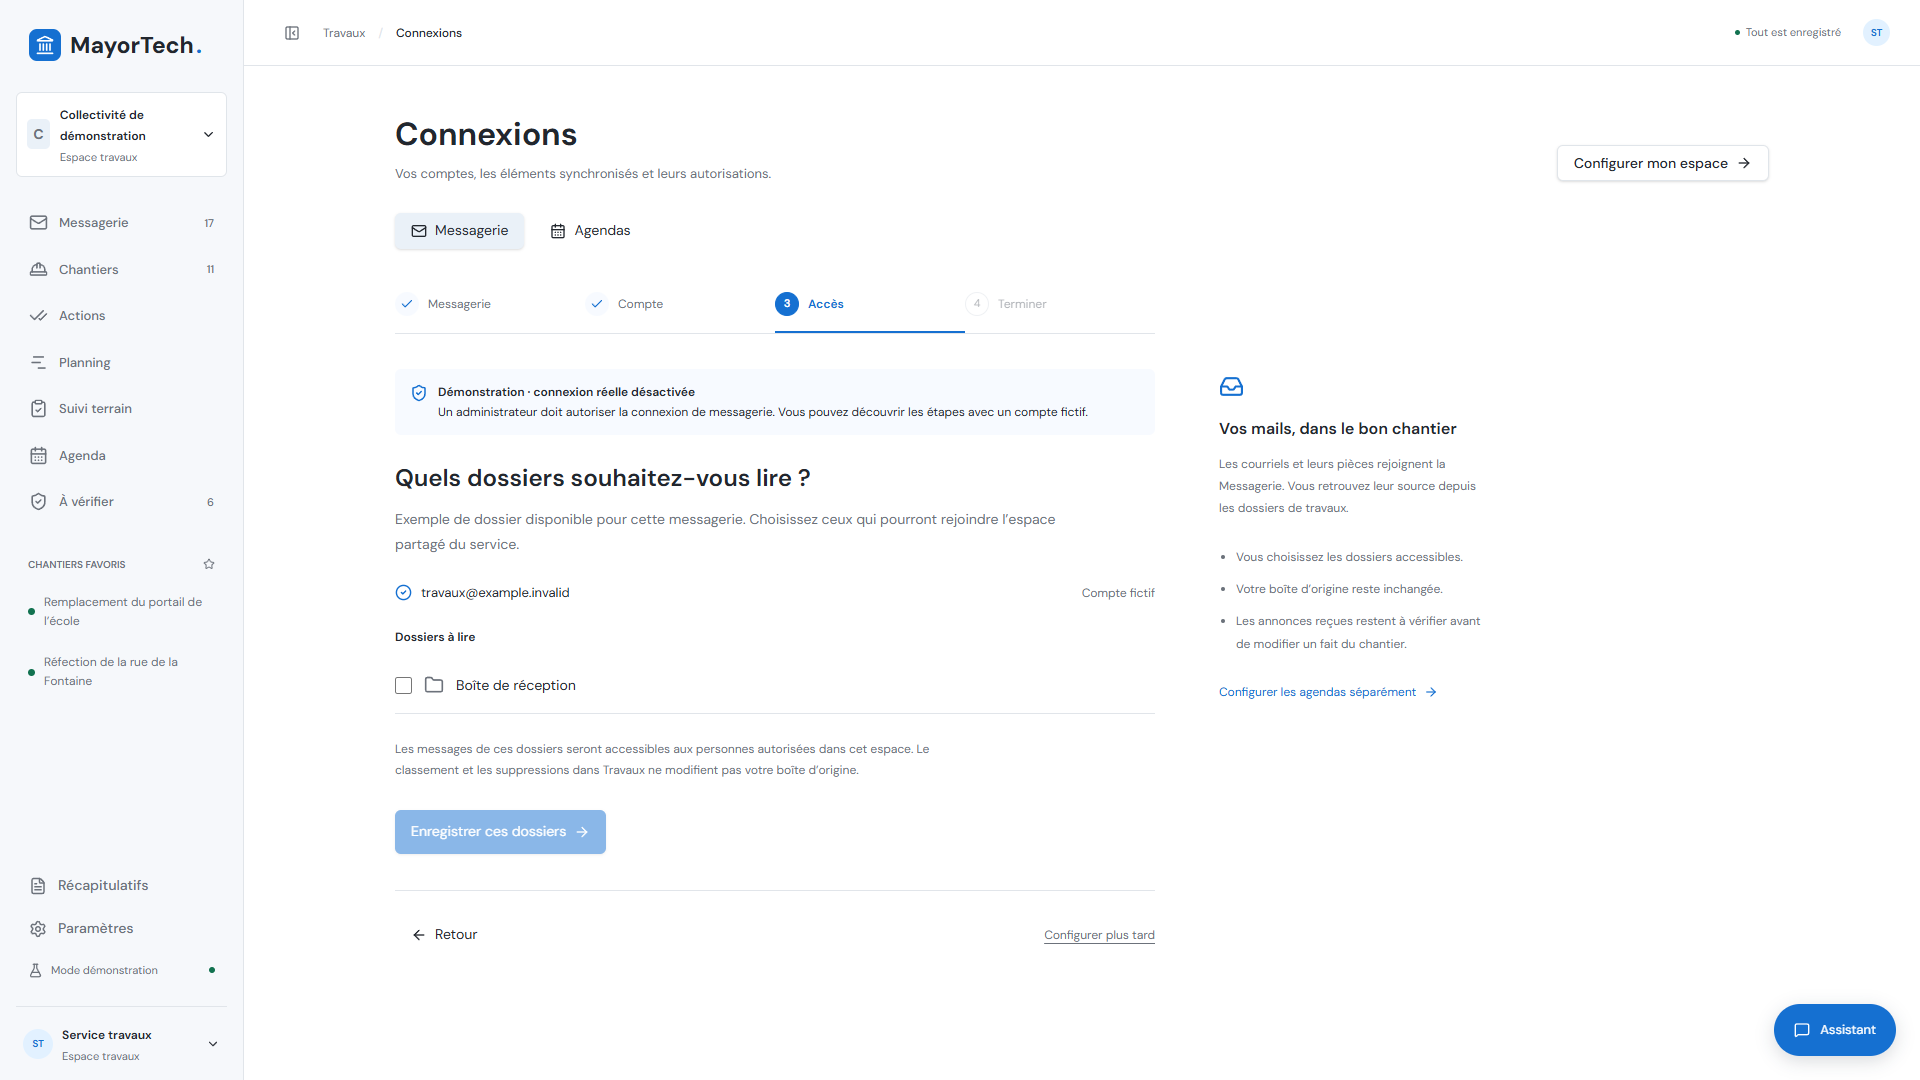 MayorTech.
Travaux / Connexions
Tout est enregistré
ST
C
Collectivité de
démonstration
Espace travaux
Messagerie 17
Chantiers 11
Actions
Planning
Suivi terrain
Agenda
À vérifier 6
CHANTIERS FAVORIS
Remplacement du portail de
l’école
Réfection de la rue de la
Fontaine
Récapitulatifs
Paramètres
Mode démonstration
ST
Service travaux
Espace travaux
Connexions
Vos comptes, les éléments synchronisés et leurs autorisations.
Configurer mon espace
Messagerie
Agendas
Messagerie
Compte
3 Accès
4 Terminer
Démonstration · connexion réelle désactivée
Un administrateur doit autoriser la connexion de messagerie. Vous pouvez découvrir les étapes avec un compte fictif.
Quels dossiers souhaitez-vous lire ?
Exemple de dossier disponible pour cette messagerie. Choisissez ceux qui pourront rejoindre l’espace
partagé du service.
travaux@example.invalid
Compte fictif
Dossiers à lire
Boîte de réception
Les messages de ces dossiers seront accessibles aux personnes autorisées dans cet espace. Le
classement et les suppressions dans Travaux ne modifient pas votre boîte d’origine.
Enregistrer ces dossiers
Retour
Configurer plus tard
Vos mails, dans le bon chantier
Les courriels et leurs pièces rejoignent la
Messagerie. Vous retrouvez leur source depuis
les dossiers de travaux.
• Vous choisissez les dossiers accessibles.
• Votre boîte d’origine reste inchangée.
• Les annonces reçues restent à vérifier avant
de modifier un fait du chantier.
Configurer les agendas séparément
Assistant